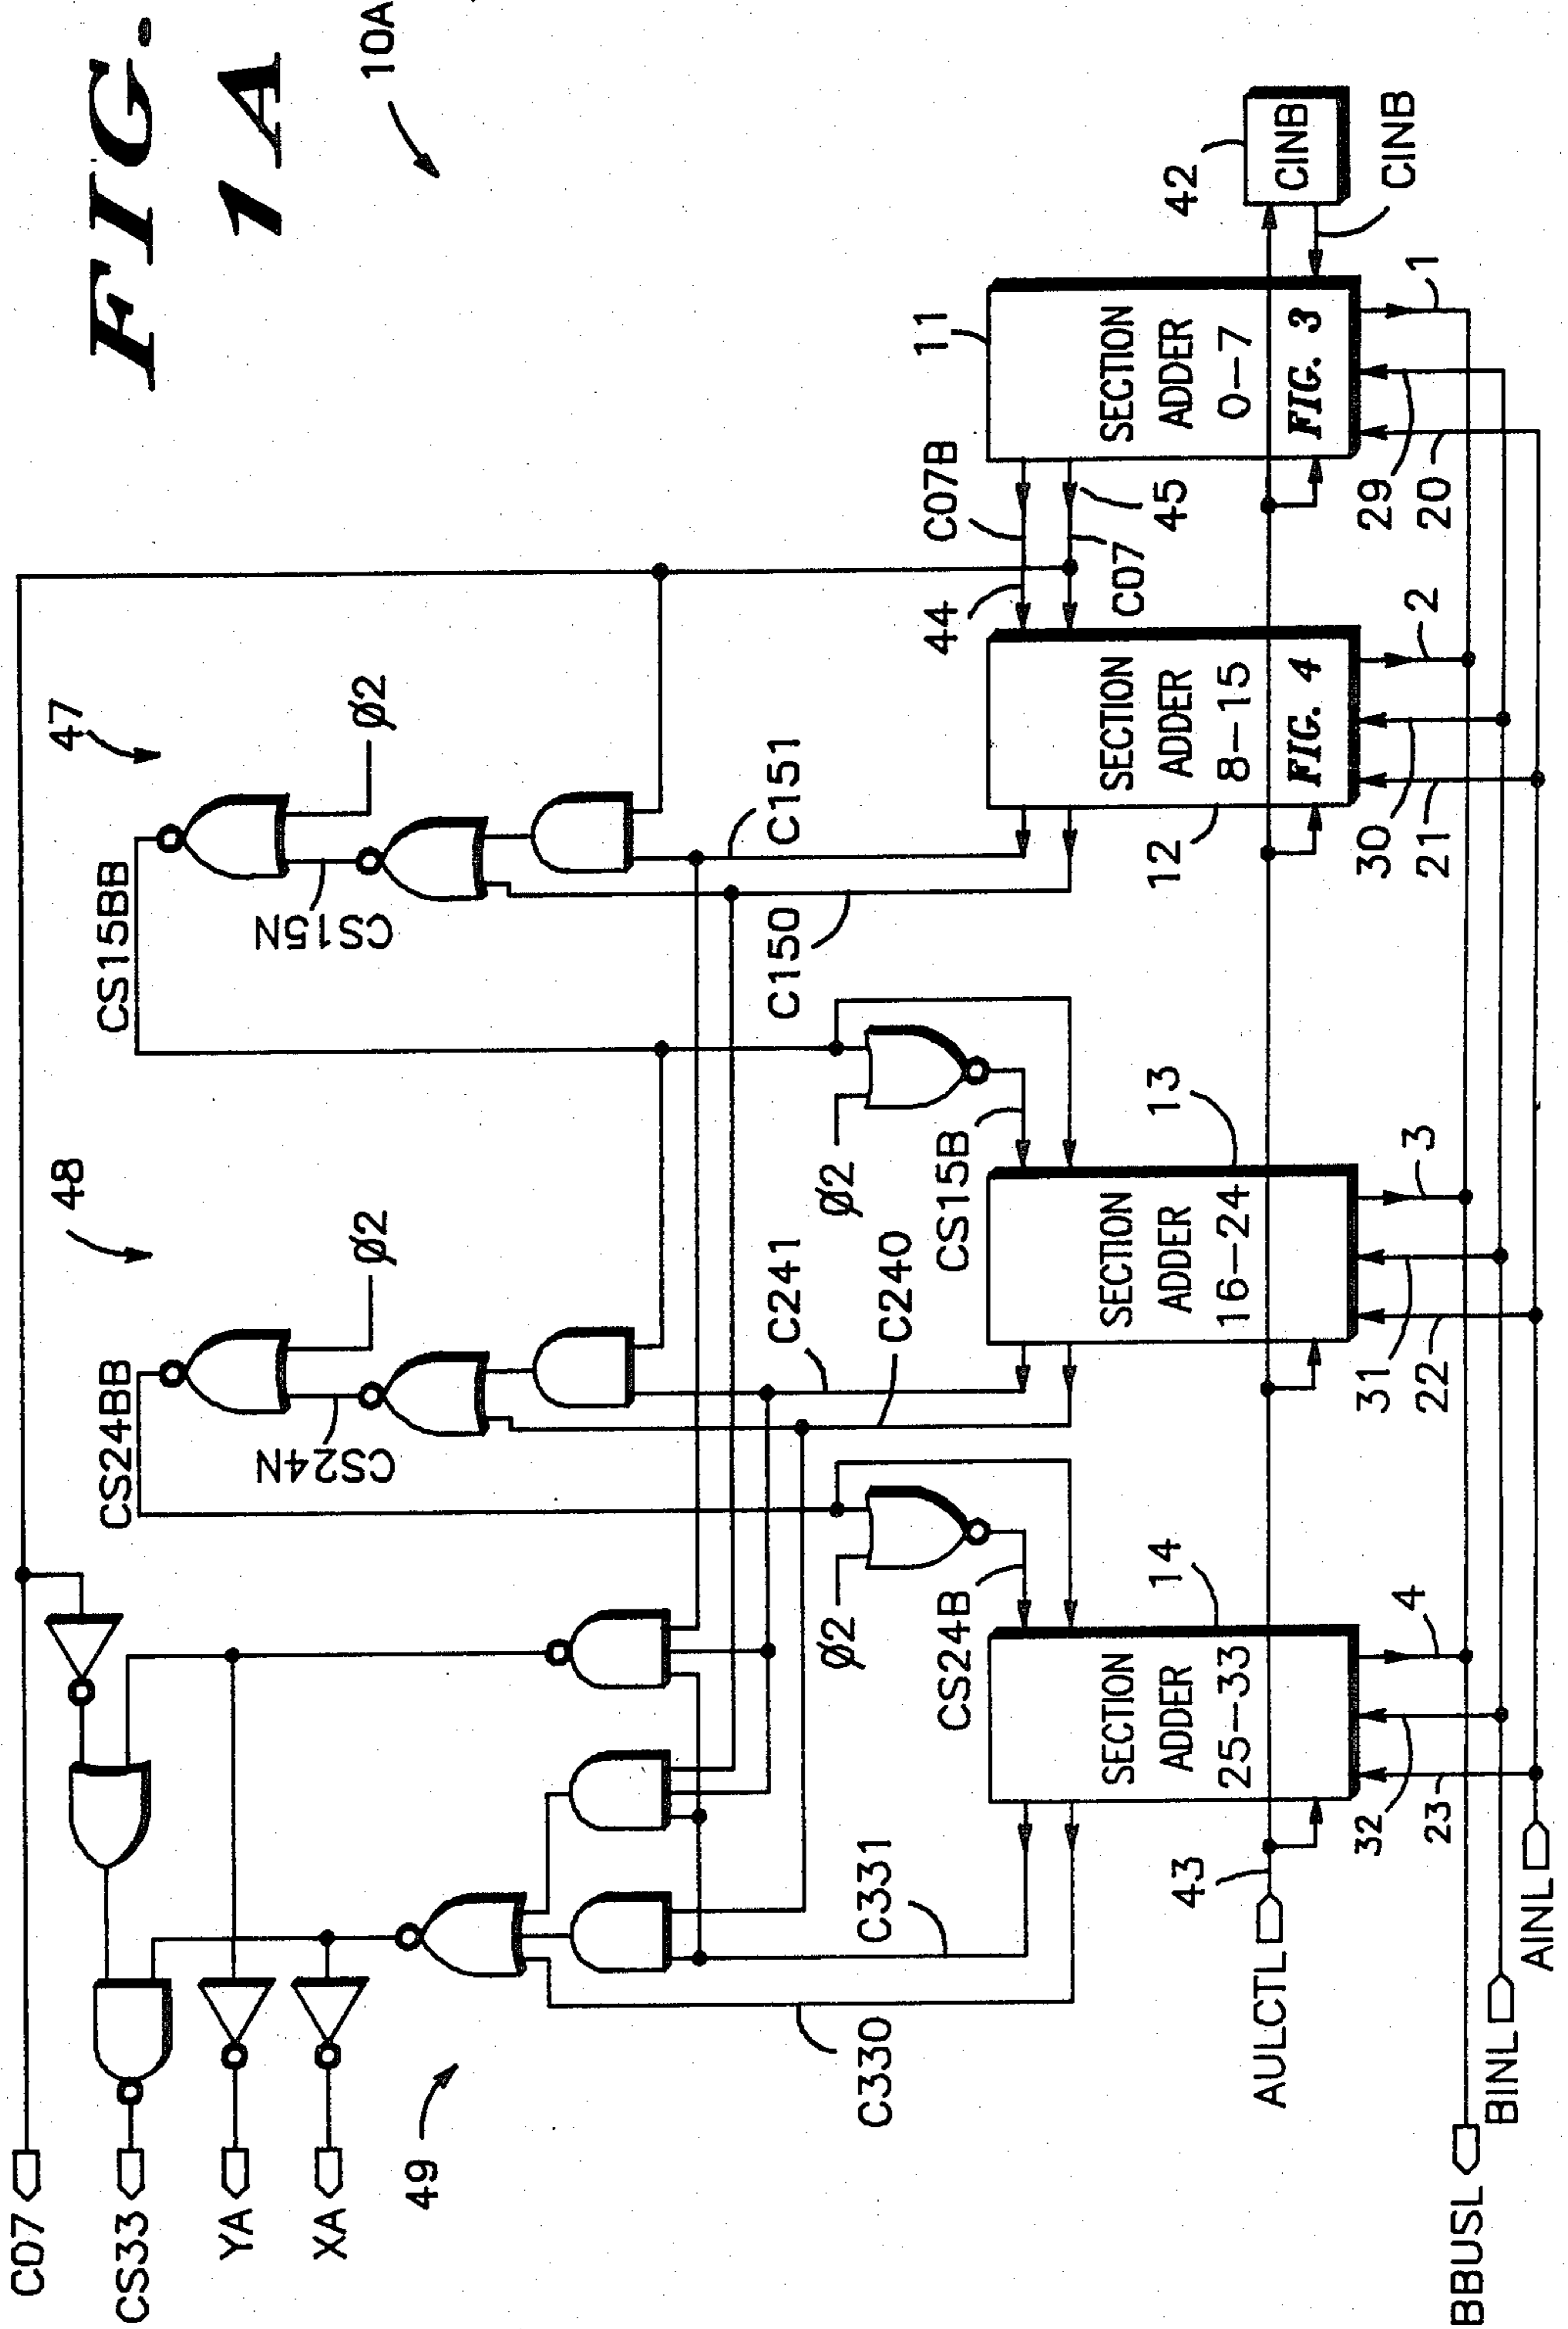 FIG.
1A
10A
CO7
CS33
YA
XA
49
48
47
CS24BB
CS24N
Ø2
CS15BB
CS15N
Ø2
C330
C331
C241
C240
C150
C151
Ø2
CS24B
Ø2
CS15B
44
C07B
C07
45
14
SECTION
ADDER
25–33
13
SECTION
ADDER
16–24
12
SECTION
ADDER
8–15
FIG. 4
11
SECTION
ADDER
0–7
FIG. 3
42
CINB
CINB
AULCTL
43
32
23
4
31
22
3
30
21
2
29
20
1
BBUSL
BINL
AINL